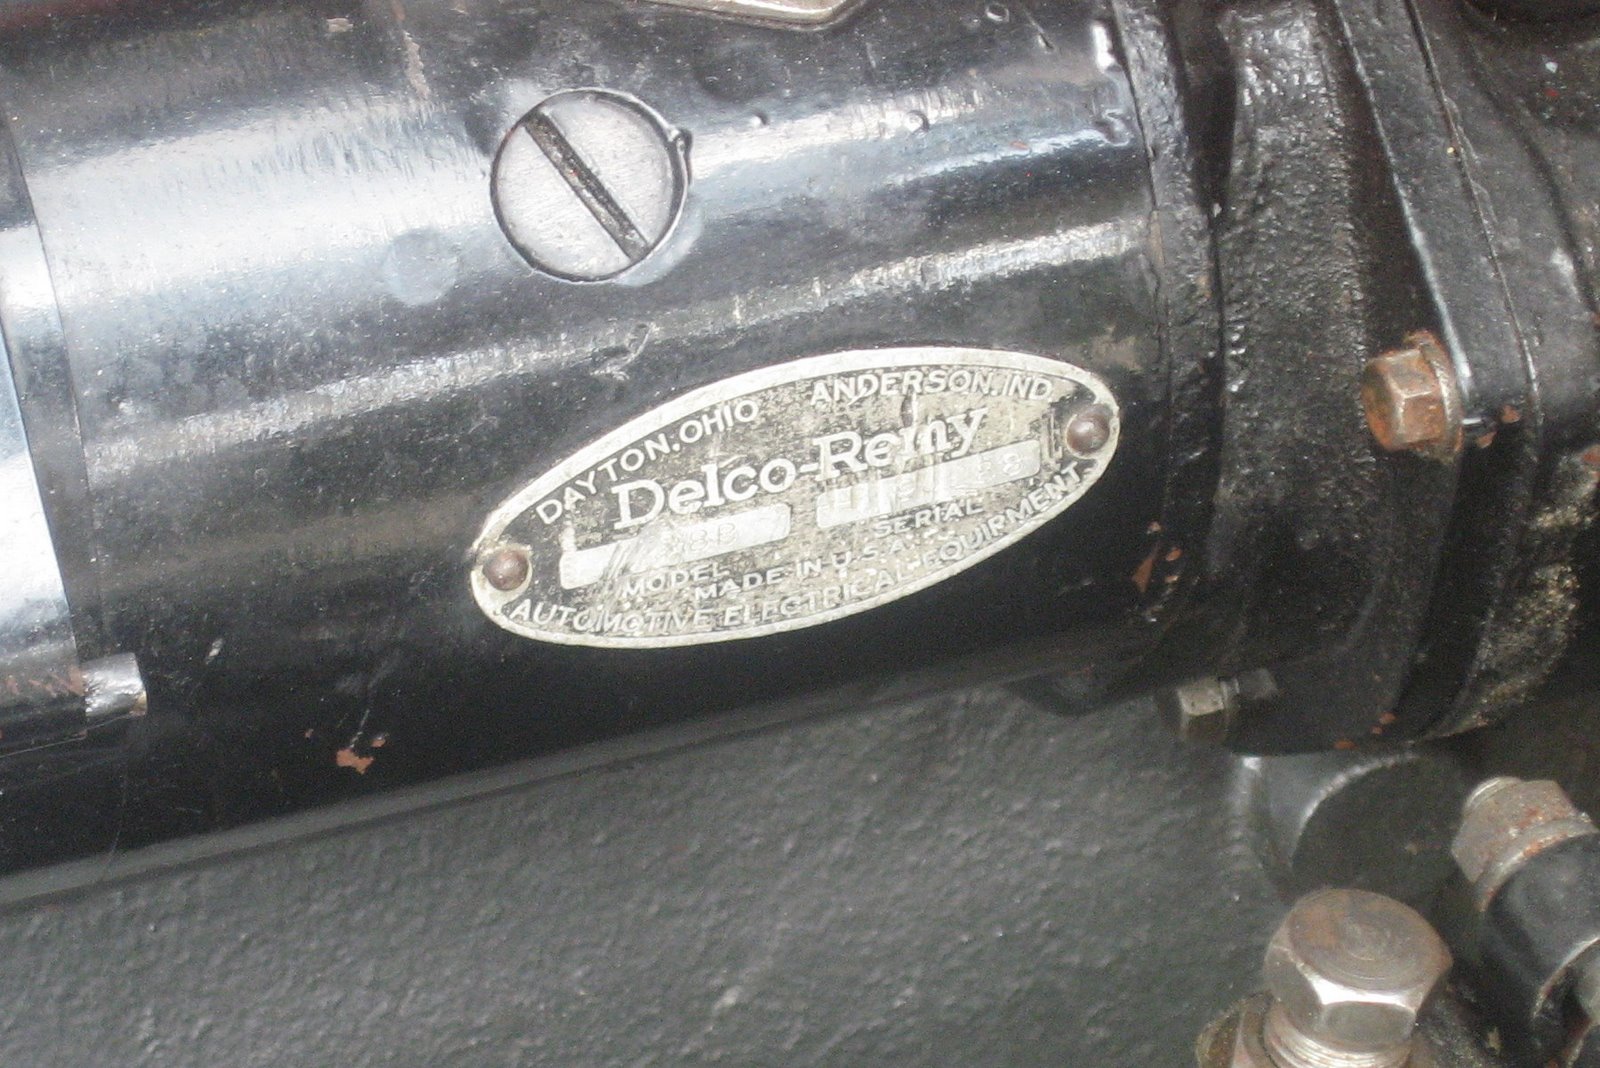 DAYTON, OHIO ANDERSON, IND.
Delco-Remy
MODEL SERIAL
MADE IN U.S.A.
AUTOMOTIVE ELECTRICAL EQUIPMENT